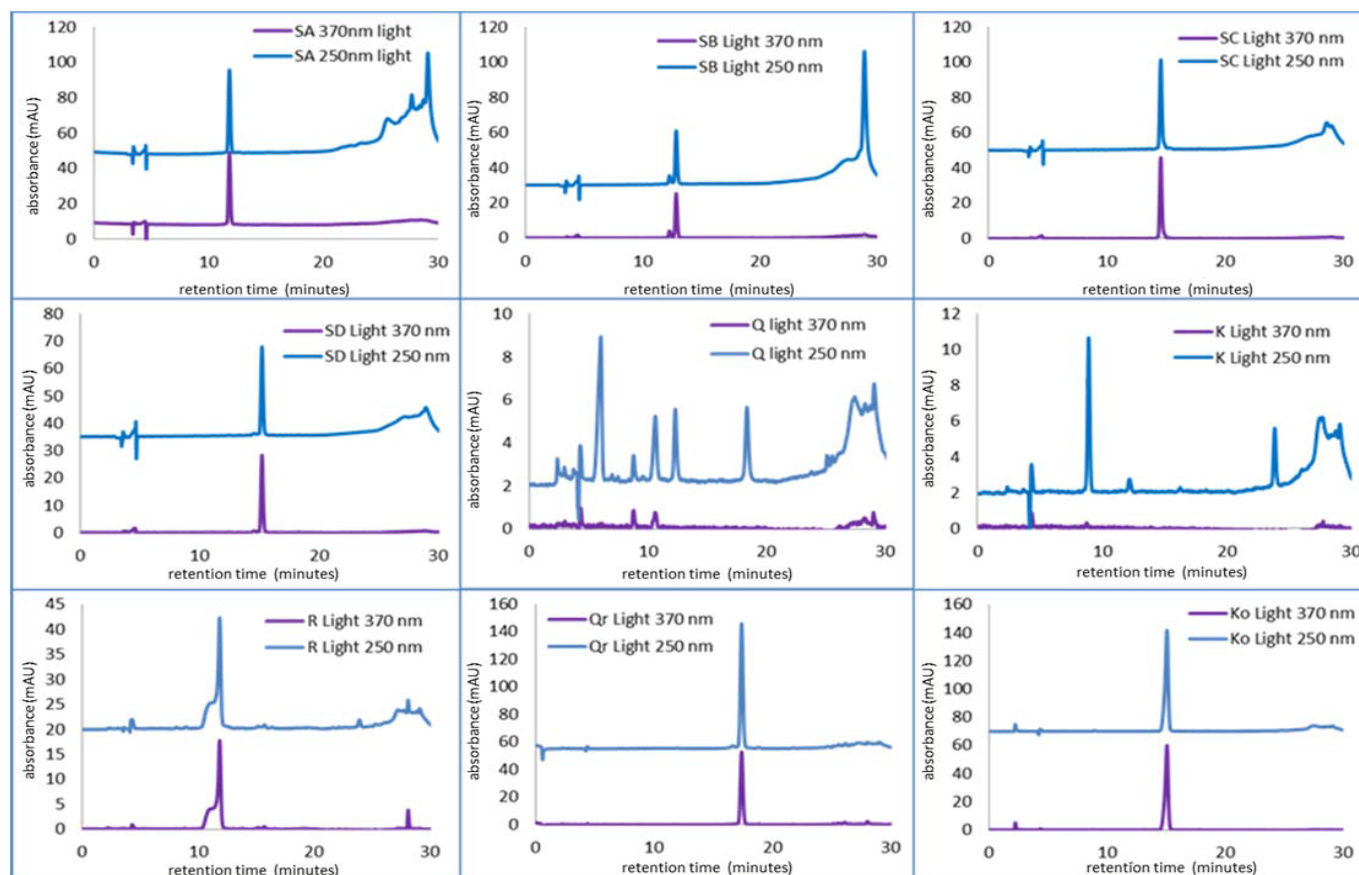 120
100
80
60
40
20
0
0 10 20 30
absorbance (mAU)
retention time (minutes)
SA 370nm light
SA 250nm light
120
100
80
60
40
20
0
0 10 20 30
absorbance (mAU)
retention time (minutes)
SB Light 370 nm
SB Light 250 nm
120
100
80
60
40
20
0
0 10 20 30
absorbance (mAU)
retention time (minutes)
SC Light 370 nm
SC Light 250 nm
80
70
60
50
40
30
20
10
0
0 10 20 30
absorbance (mAU)
retention time (minutes)
SD Light 370 nm
SD Light 250 nm
10
8
6
4
2
0
0 10 20 30
absorbance (mAU)
retention time (minutes)
Q light 370 nm
Q light 250 nm
12
10
8
6
4
2
0
0 10 20 30
absorbance (mAU)
retention time (minutes)
K Light 370 nm
K Light 250 nm
45
40
35
30
25
20
15
10
5
0
0 10 20 30
absorbance (mAU)
retention time (minutes)
R Light 370 nm
R Light 250 nm
160
140
120
100
80
60
40
20
0
0 10 20 30
absorbance (mAU)
retention time (minutes)
Qr Light 370 nm
Qr Light 250 nm
160
140
120
100
80
60
40
20
0
0 10 20 30
absorbance (mAU)
retention time (minutes)
Ko Light 370 nm
Ko Light 250 nm